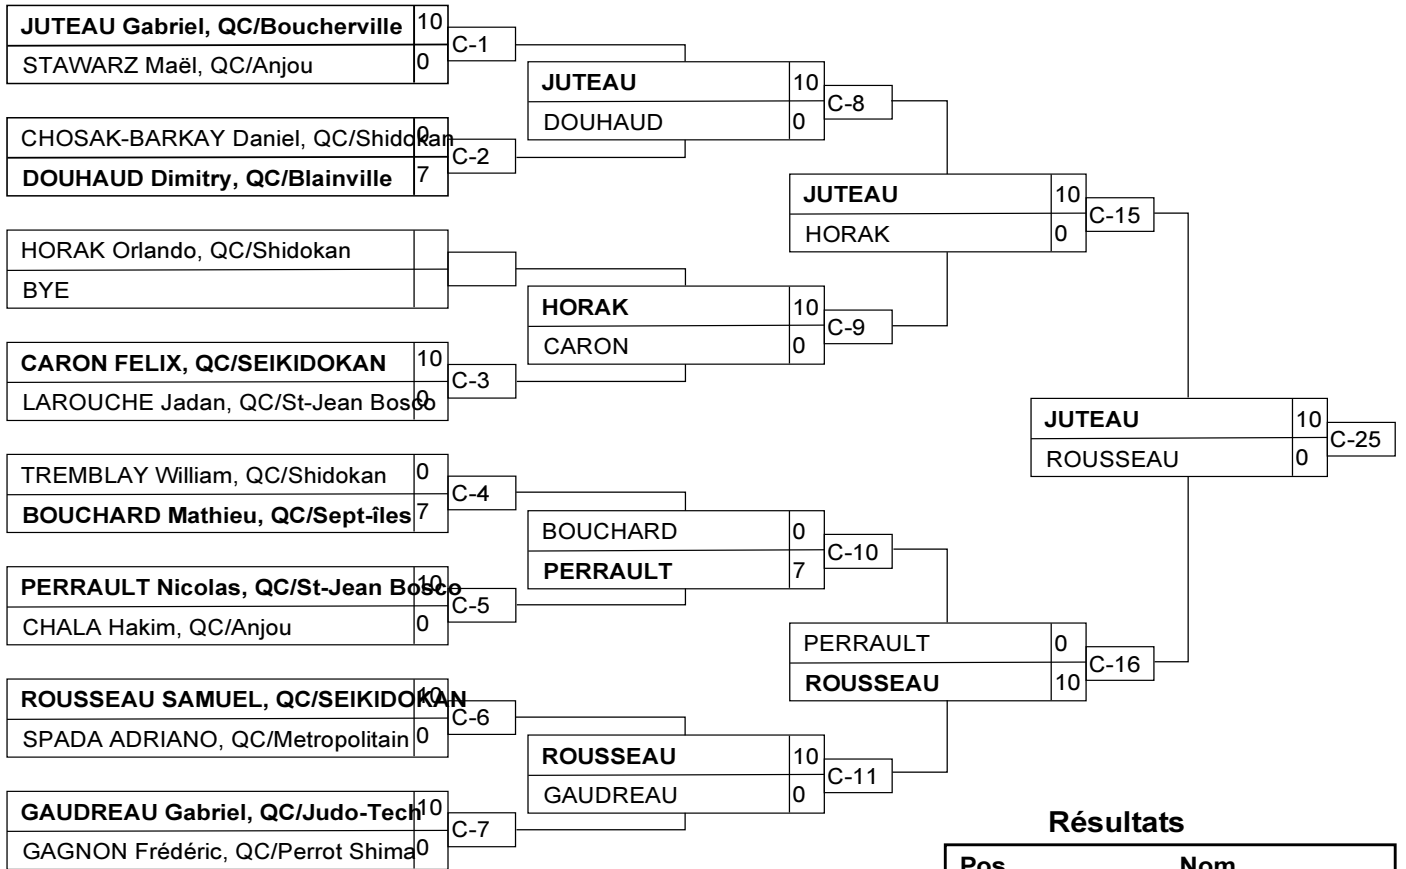 JUTEAU Gabriel, QC/Boucherville 10
C-1
STAWARZ Maël, QC/Anjou 0
JUTEAU 10
C-8
DOUHAUD 0
CHOSAK-BARKAY Daniel, QC/Shidokan 0
C-2
DOUHAUD Dimitry, QC/Blainville 7
JUTEAU 10
C-15
HORAK 0
HORAK Orlando, QC/Shidokan
BYE
HORAK 10
C-9
CARON 0
CARON FELIX, QC/SEIKIDOKAN 10
C-3
LAROUCHE Jadan, QC/St-Jean Bosco 0
JUTEAU 10
C-25
ROUSSEAU 0
TREMBLAY William, QC/Shidokan 0
C-4
BOUCHARD Mathieu, QC/Sept-îles 7
BOUCHARD 0
C-10
PERRAULT 7
PERRAULT Nicolas, QC/St-Jean Bosco 10
C-5
CHALA Hakim, QC/Anjou 0
PERRAULT 0
C-16
ROUSSEAU 10
ROUSSEAU SAMUEL, QC/SEIKIDOKAN 10
C-6
SPADA ADRIANO, QC/Metropolitain 0
ROUSSEAU 10
C-11
GAUDREAU 0
GAUDREAU Gabriel, QC/Judo-Tech 10
C-7
GAGNON Frédéric, QC/Perrot Shima 0
Résultats
Pos Nom